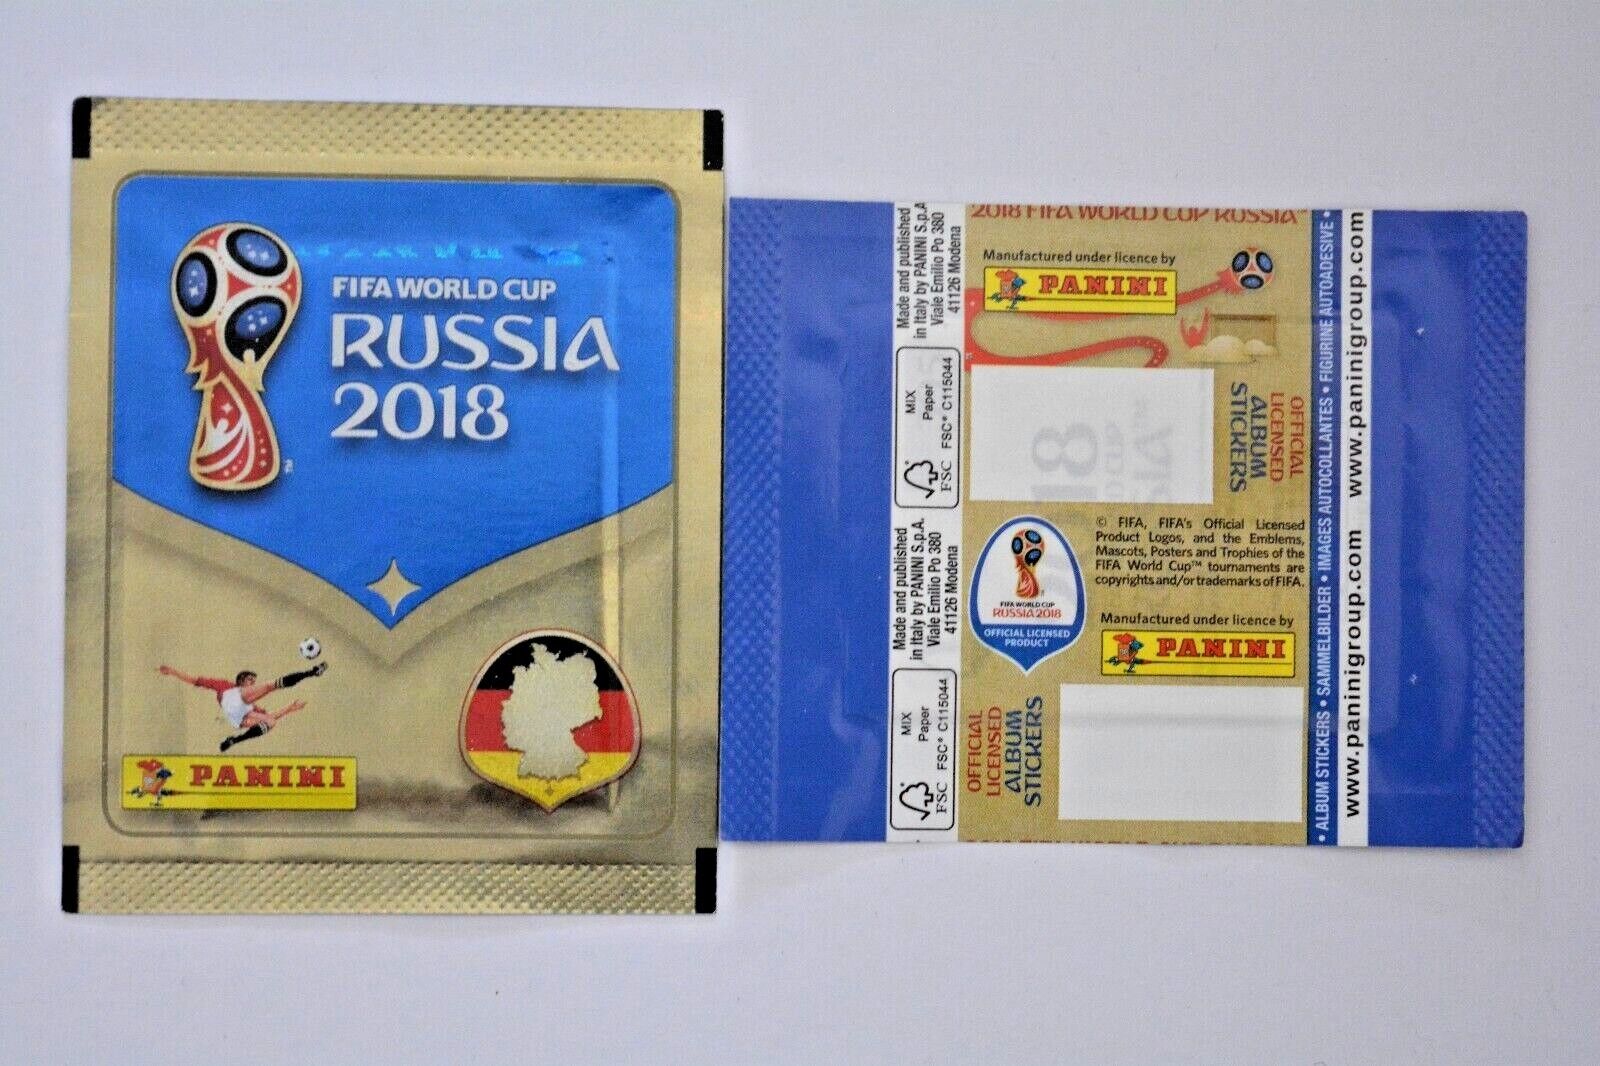 FIFA WORLD CUP
RUSSIA
2018
™
PANINI
Made and published
in Italy by PANINI S.p.A
Viale Emilio Po 380
41126 Modena
MIX
Paper
FSC® C115044
FSC
Made and published
in Italy by PANINI S.p.A.
Viale Emilio Po 380
41126 Modena
MIX
Paper
FSC® C115044
FSC
2018 FIFA WORLD CUP RUSSIA™
Manufactured under licence by
PANINI
OFFICIAL
LICENSED
ALBUM
STICKERS
FIFA WORLD CUP
RUSSIA 2018
OFFICIAL LICENSED
PRODUCT
© FIFA, FIFA's Official Licensed
Product Logos, and the Emblems,
Mascots, Posters and Trophies of the
FIFA World Cup™ tournaments are
copyrights and/or trademarks of FIFA.
Manufactured under licence by
PANINI
OFFICIAL
LICENSED
ALBUM
STICKERS
• ALBUM STICKERS • SAMMELBILDER • IMAGES AUTOCOLLANTES • FIGURINE AUTOADESIVE •
www.paninigroup.com www.paninigroup.com